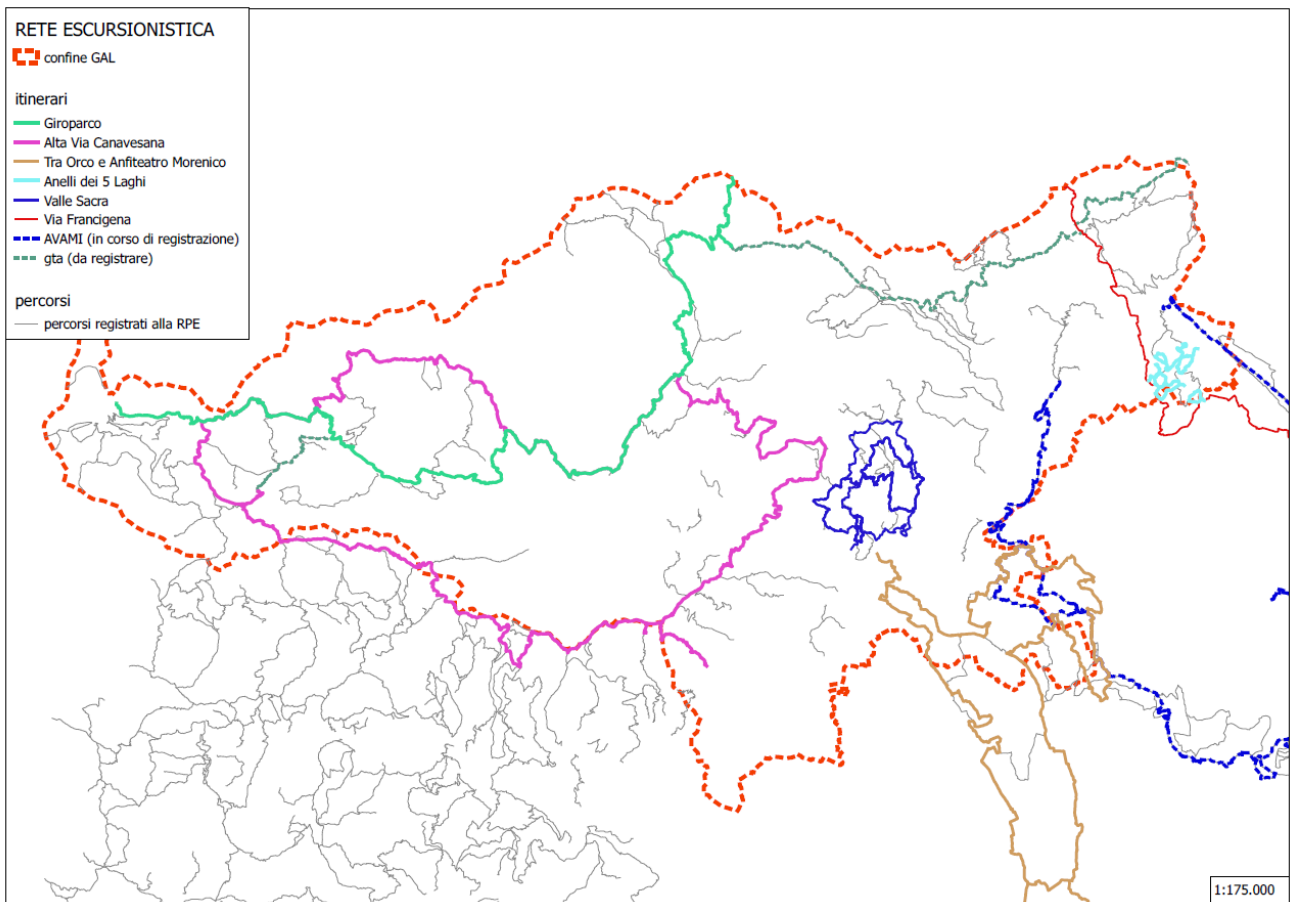 RETE ESCURSIONISTICA
confine GAL
itinerari
Giroparco
Alta Via Canavesana
Tra Orco e Anfiteatro Morenico
Anelli dei 5 Laghi
Valle Sacra
Via Francigena
AVAMI (in corso di registrazione)
gta (da registrare)
percorsi
percorsi registrati alla RPE
1:175.000